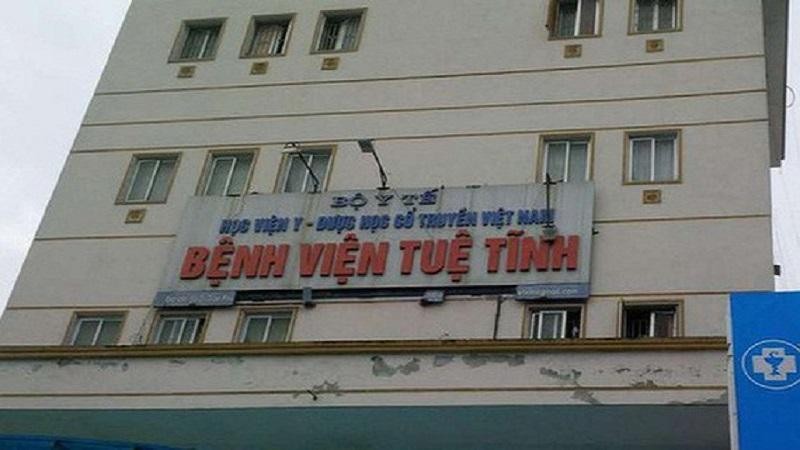 BỘ Y TẾ
HỌC VIỆN Y - DƯỢC HỌC CỔ TRUYỀN VIỆT NAM
BỆNH VIỆN TUỆ TĨNH